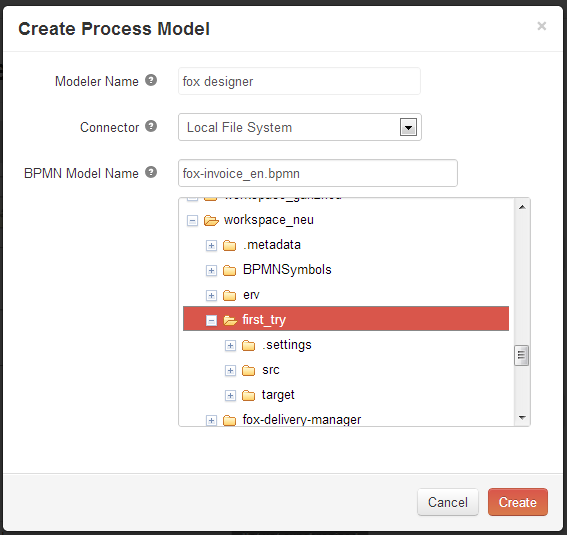 Create Process Model
×
Modeler Name ? fox designer
Connector ? Local File System
BPMN Model Name ? fox-invoice_en.bpmn
workspace_neu
.metadata
BPMNSymbols
erv
first_try
.settings
src
target
fox-delivery-manager
Cancel Create